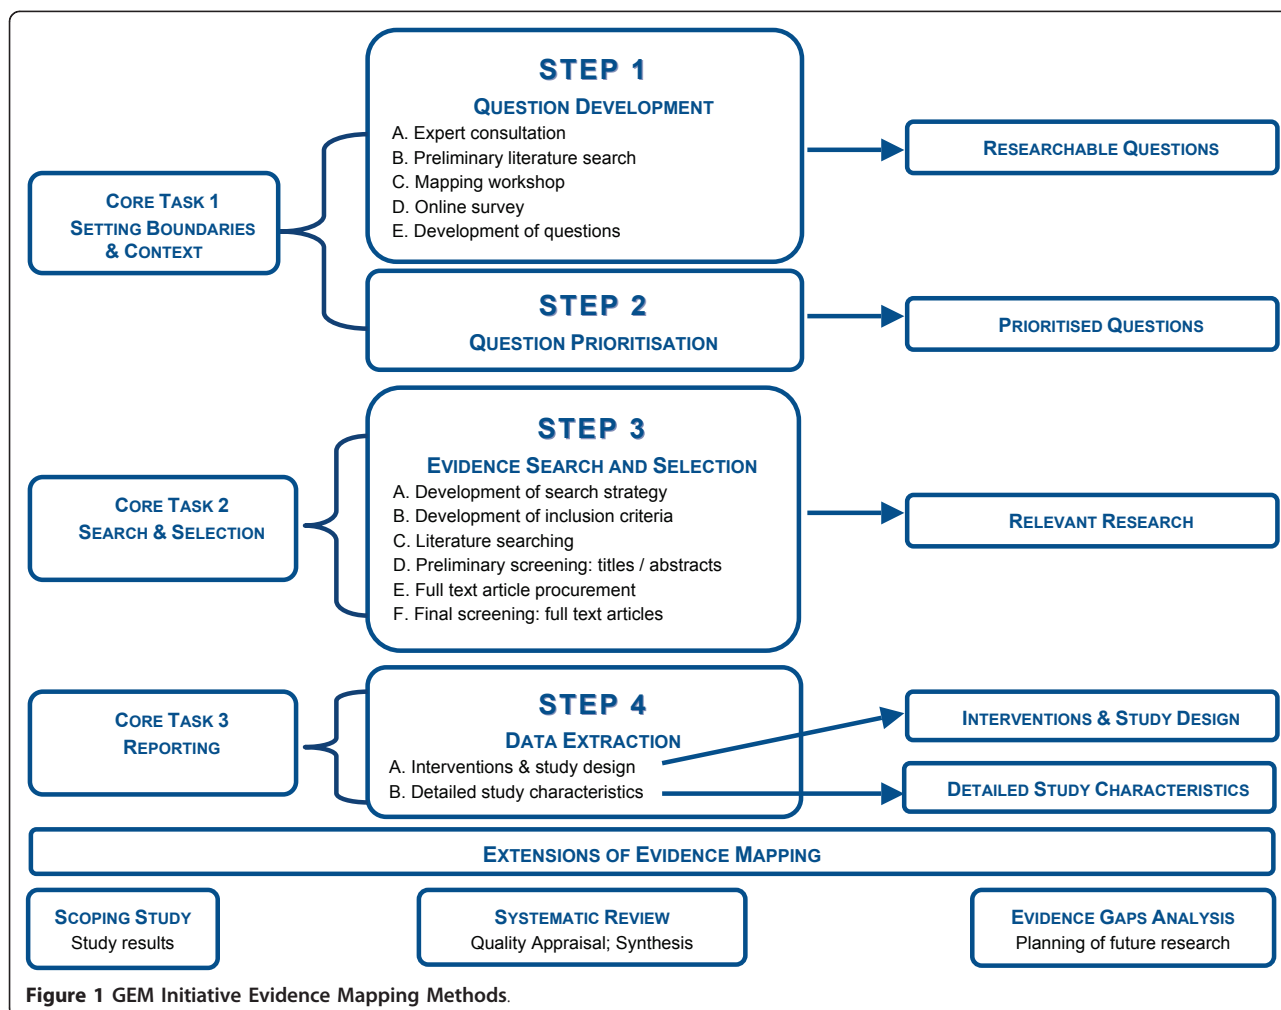 STEP 1
QUESTION DEVELOPMENT
A. Expert consultation
B. Preliminary literature search
C. Mapping workshop
D. Online survey
E. Development of questions
RESEARCHABLE QUESTIONS
CORE TASK 1
SETTING BOUNDARIES
& CONTEXT
STEP 2
QUESTION PRIORITISATION
PRIORITISED QUESTIONS
STEP 3
EVIDENCE SEARCH AND SELECTION
A. Development of search strategy
B. Development of inclusion criteria
C. Literature searching
D. Preliminary screening: titles / abstracts
E. Full text article procurement
F. Final screening: full text articles
CORE TASK 2
SEARCH & SELECTION
RELEVANT RESEARCH
CORE TASK 3
REPORTING
STEP 4
DATA EXTRACTION
A. Interventions & study design
B. Detailed study characteristics
INTERVENTIONS & STUDY DESIGN
DETAILED STUDY CHARACTERISTICS
EXTENSIONS OF EVIDENCE MAPPING
SCOPING STUDY
Study results
SYSTEMATIC REVIEW
Quality Appraisal; Synthesis
EVIDENCE GAPS ANALYSIS
Planning of future research
Figure 1 GEM Initiative Evidence Mapping Methods.